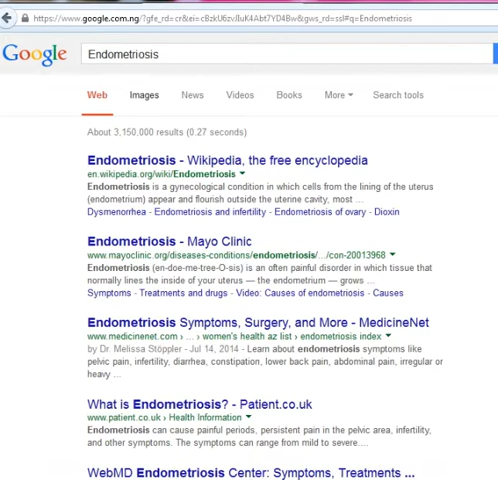 https://www.google.com.ng/?gfe_rd=cr&ei=cBzkU6zvJIuK4Abt7YD4Bw&gws_rd=ssl#q=Endometriosis
Google Endometriosis
Web Images News Videos Books More Search tools
About 3,150,000 results (0.27 seconds)
Endometriosis - Wikipedia, the free encyclopedia
en.wikipedia.org/wiki/Endometriosis
Endometriosis is a gynecological condition in which cells from the lining of the uterus
(endometrium) appear and flourish outside the uterine cavity, most ...
Dysmenorrhea - Endometriosis and infertility - Endometriosis of ovary - Dioxin
Endometriosis - Mayo Clinic
www.mayoclinic.org/diseases-conditions/endometriosis/.../con-20013968
Endometriosis (en-doe-me-tree-O-sis) is an often painful disorder in which tissue that
normally lines the inside of your uterus — the endometrium — grows ...
Symptoms - Treatments and drugs - Video: Causes of endometriosis - Causes
Endometriosis Symptoms, Surgery, and More - MedicineNet
www.medicinenet.com › ... › women's health az list › endometriosis index
by Dr. Melissa Stöppler - Jul 14, 2014 - Learn about endometriosis symptoms like
pelvic pain, infertility, diarrhea, constipation, lower back pain, abdominal pain, irregular or
heavy ...
What is Endometriosis? - Patient.co.uk
www.patient.co.uk › Health Information
Endometriosis can cause painful periods, persistent pain in the pelvic area, infertility,
and other symptoms. The symptoms can range from mild to severe....
WebMD Endometriosis Center: Symptoms, Treatments ...